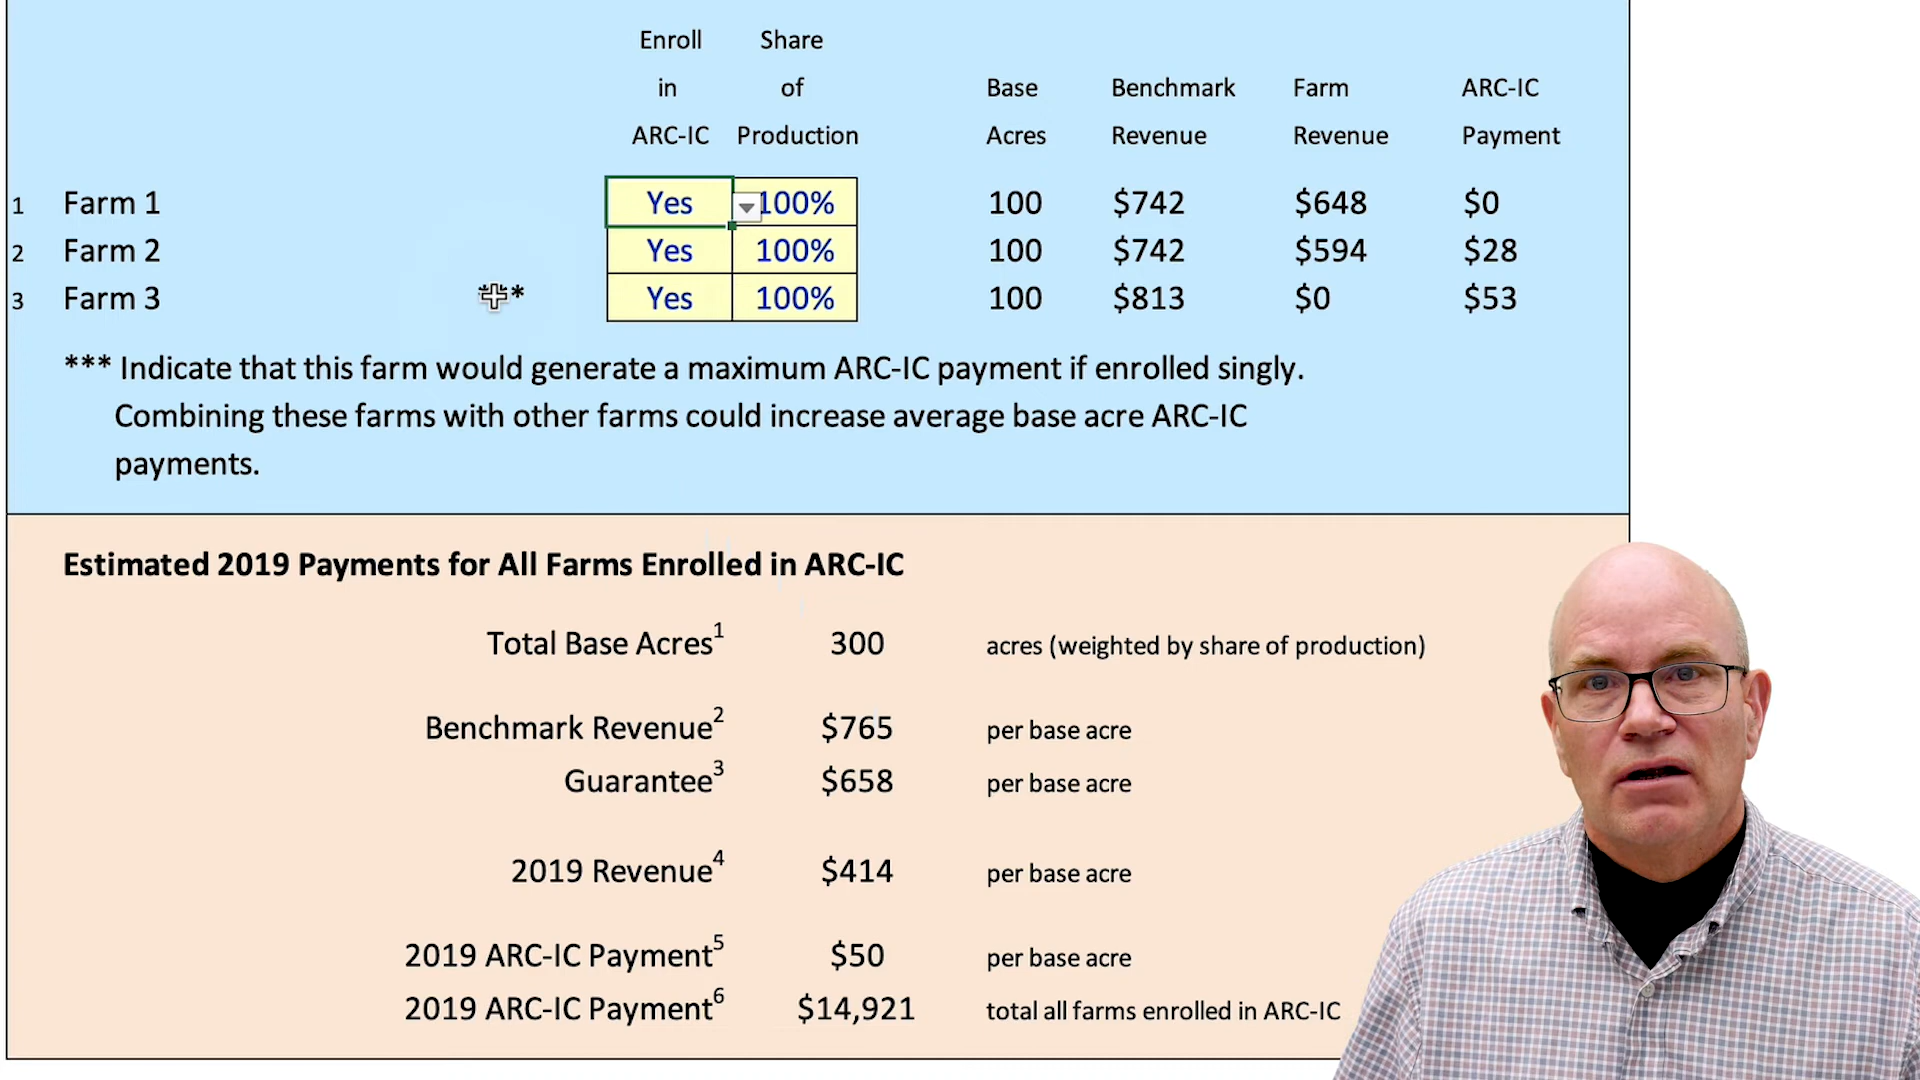 Enroll Share
in of Base Benchmark Farm ARC-IC
ARC-IC Production Acres Revenue Revenue Payment
1 Farm 1 Yes 100% 100 $742 $648 $0
2 Farm 2 Yes 100% 100 $742 $594 $28
3 Farm 3 *** Yes 100% 100 $813 $0 $53
*** Indicate that this farm would generate a maximum ARC-IC payment if enrolled singly.
Combining these farms with other farms could increase average base acre ARC-IC
payments.
Estimated 2019 Payments for All Farms Enrolled in ARC-IC
Total Base Acres1 300 acres (weighted by share of production)
Benchmark Revenue2 $765 per base acre
Guarantee3 $658 per base acre
2019 Revenue4 $414 per base acre
2019 ARC-IC Payment5 $50 per base acre
2019 ARC-IC Payment6 $14,921 total all farms enrolled in ARC-IC